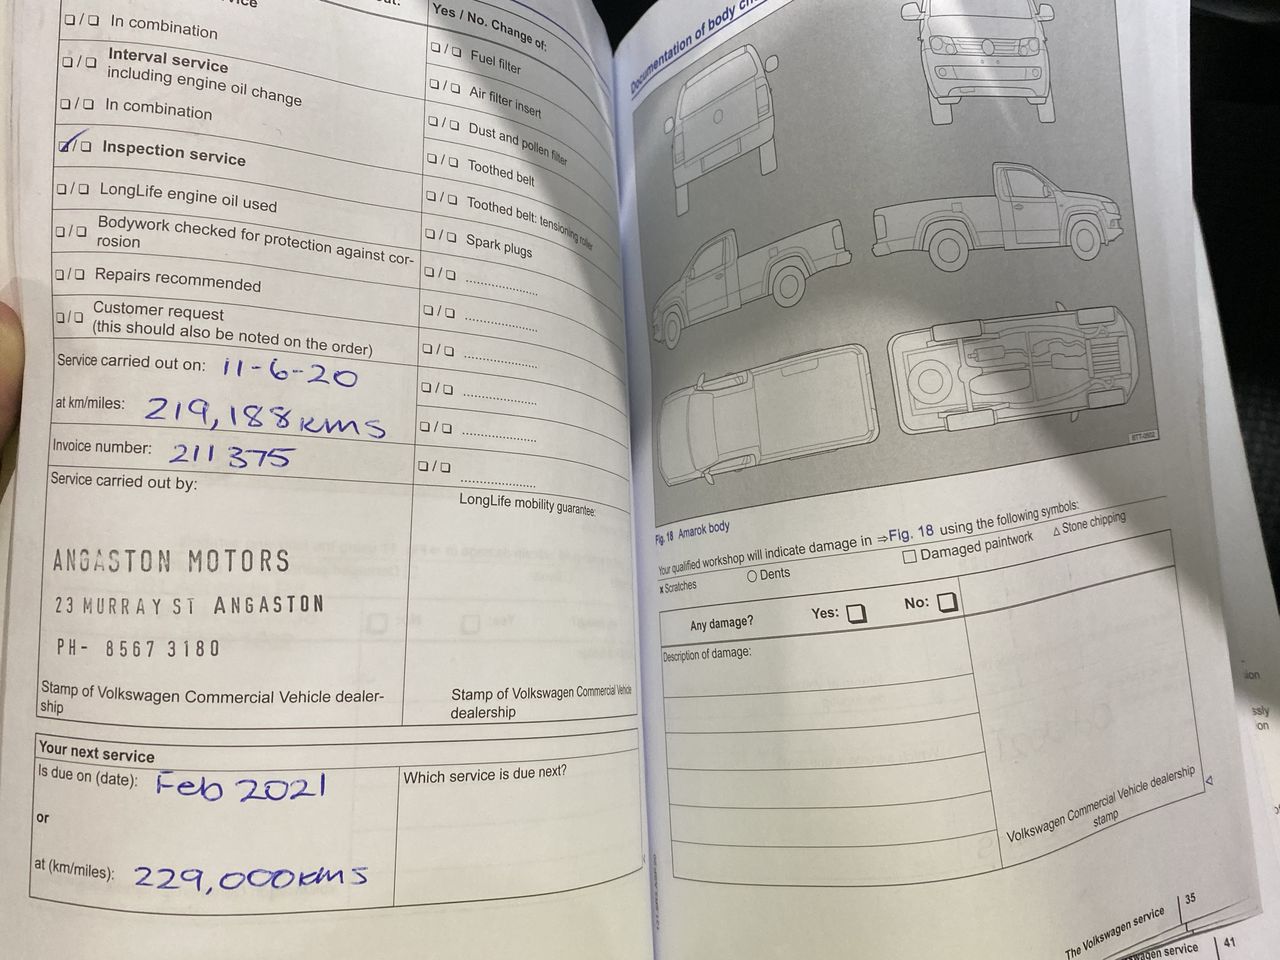 Yes / No. Change of:
☐/☐ In combination
☐/☐ Interval service
including engine oil change
☐/☐ In combination
☑/☐ Inspection service
☐/☐ LongLife engine oil used
☐/☐ Bodywork checked for protection against cor-
rosion
☐/☐ Repairs recommended
☐/☐ Customer request
(this should also be noted on the order)
☐/☐ Fuel filter
☐/☐ Air filter insert
☐/☐ Dust and pollen filter
☐/☐ Toothed belt
☐/☐ Toothed belt: tensioning roller
☐/☐ Spark plugs
☐/☐ ....................
☐/☐ ....................
☐/☐ ....................
☐/☐ ....................
☐/☐ ....................
☐/☐ ....................
Service carried out on: 11-6-20
at km/miles: 219,188kms
Invoice number: 211375
Service carried out by:
LongLife mobility guarantee:
ANGASTON MOTORS
23 MURRAY ST ANGASTON
PH- 8567 3180
Stamp of Volkswagen Commercial Vehicle dealer-
ship
Stamp of Volkswagen Commercial Vehicle
dealership
Your next service
Is due on (date): Feb 2021
or
at (km/miles): 229,000kms
Which service is due next?
Documentation of body
Fig. 18 Amarok body
Your qualified workshop will indicate damage in ⇒Fig. 18 using the following symbols:
x Scratches ○ Dents ☐ Damaged paintwork △ Stone chipping
Any damage? Yes: ☐ No: ☐
Description of damage:
Volkswagen Commercial Vehicle dealership
stamp
The Volkswagen service | 35
service | 41